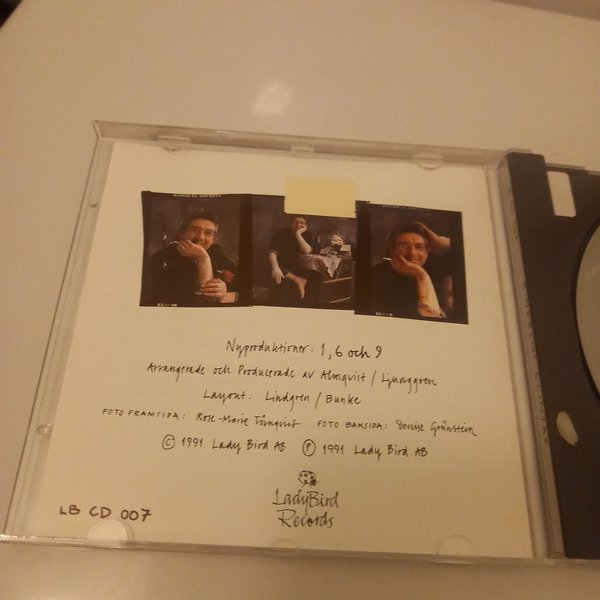 Nyproduktioner: 1, 6 och 9
Arrangerade och Producerade av Almqvist / Ljunggren
Layout: Lindgren / Bunke
FOTO FRAMSIDA: Rose-Marie Tönqvist FOTO BAKSIDA: Denise Grünstein
© 1991 Lady Bird AB ℗ 1991 Lady Bird AB
LadyBird
Records
LB CD 007